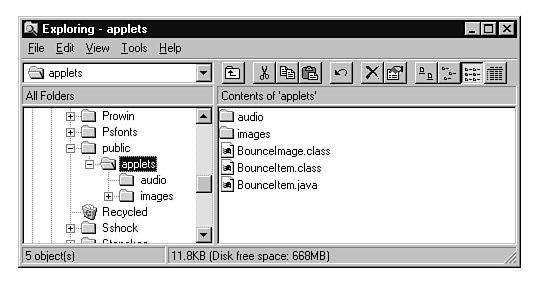 Exploring - applets
File Edit View Tools Help
applets
All Folders
Contents of 'applets'
Prowin
Psfonts
public
applets
audio
images
Recycled
Sshock
audio
images
BounceImage.class
BounceItem.class
BounceItem.java
5 object(s)
11.8KB (Disk free space: 668MB)